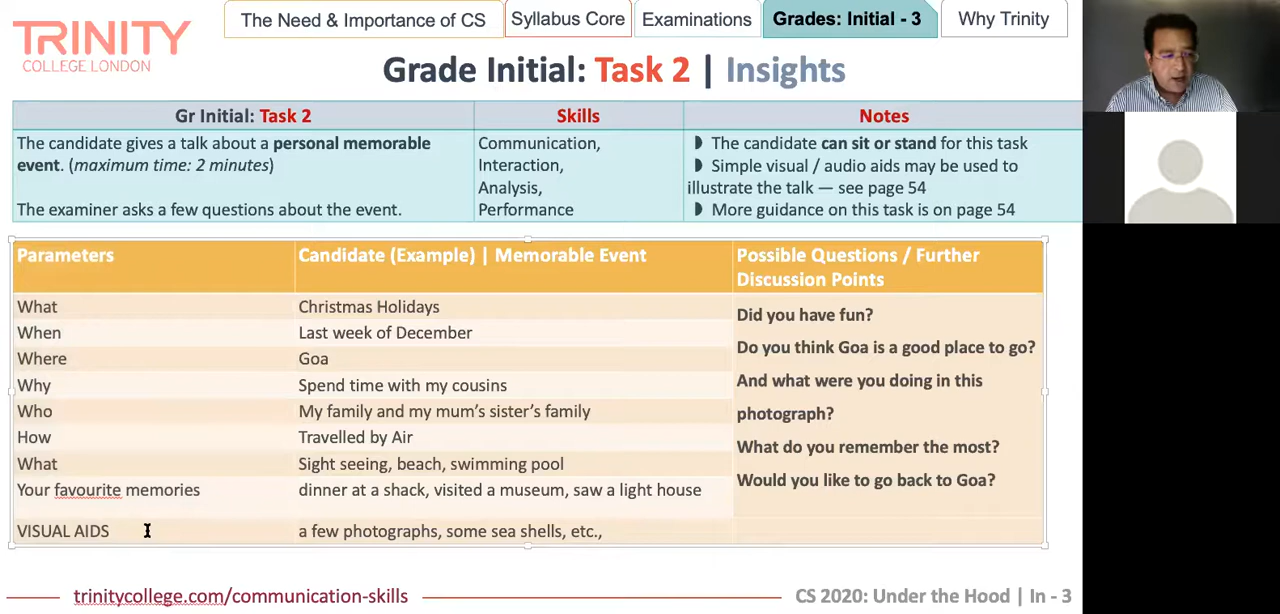 The Need & Importance of CS
Syllabus Core
Examinations
Grades: Initial - 3
Why Trinity
TRINITY
COLLEGE LONDON
Grade Initial: Task 2 | Insights
Gr Initial: Task 2
Skills
Notes
The candidate gives a talk about a personal memorable
event. (maximum time: 2 minutes)
The examiner asks a few questions about the event.
Communication,
Interaction,
Analysis,
Performance
The candidate can sit or stand for this task
Simple visual / audio aids may be used to
illustrate the talk — see page 54
More guidance on this task is on page 54
Parameters
Candidate (Example) | Memorable Event
Possible Questions / Further
Discussion Points
What
Christmas Holidays
When
Last week of December
Where
Goa
Why
Spend time with my cousins
Who
My family and my mum's sister's family
How
Travelled by Air
What
Sight seeing, beach, swimming pool
Your favourite memories
dinner at a shack, visited a museum, saw a light house
VISUAL AIDS
a few photographs, some sea shells, etc.,
Did you have fun?
Do you think Goa is a good place to go?
And what were you doing in this
photograph?
What do you remember the most?
Would you like to go back to Goa?
trinitycollege.com/communication-skills
CS 2020: Under the Hood | In - 3